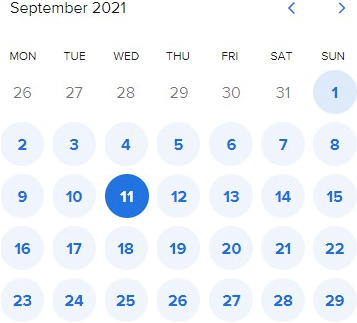 September 2021
MON TUE WED THU FRI SAT SUN
26 27 28 29 30 31 1
2 3 4 5 6 7 8
9 10 11 12 13 14 15
16 17 18 19 20 21 22
23 24 25 26 27 28 29